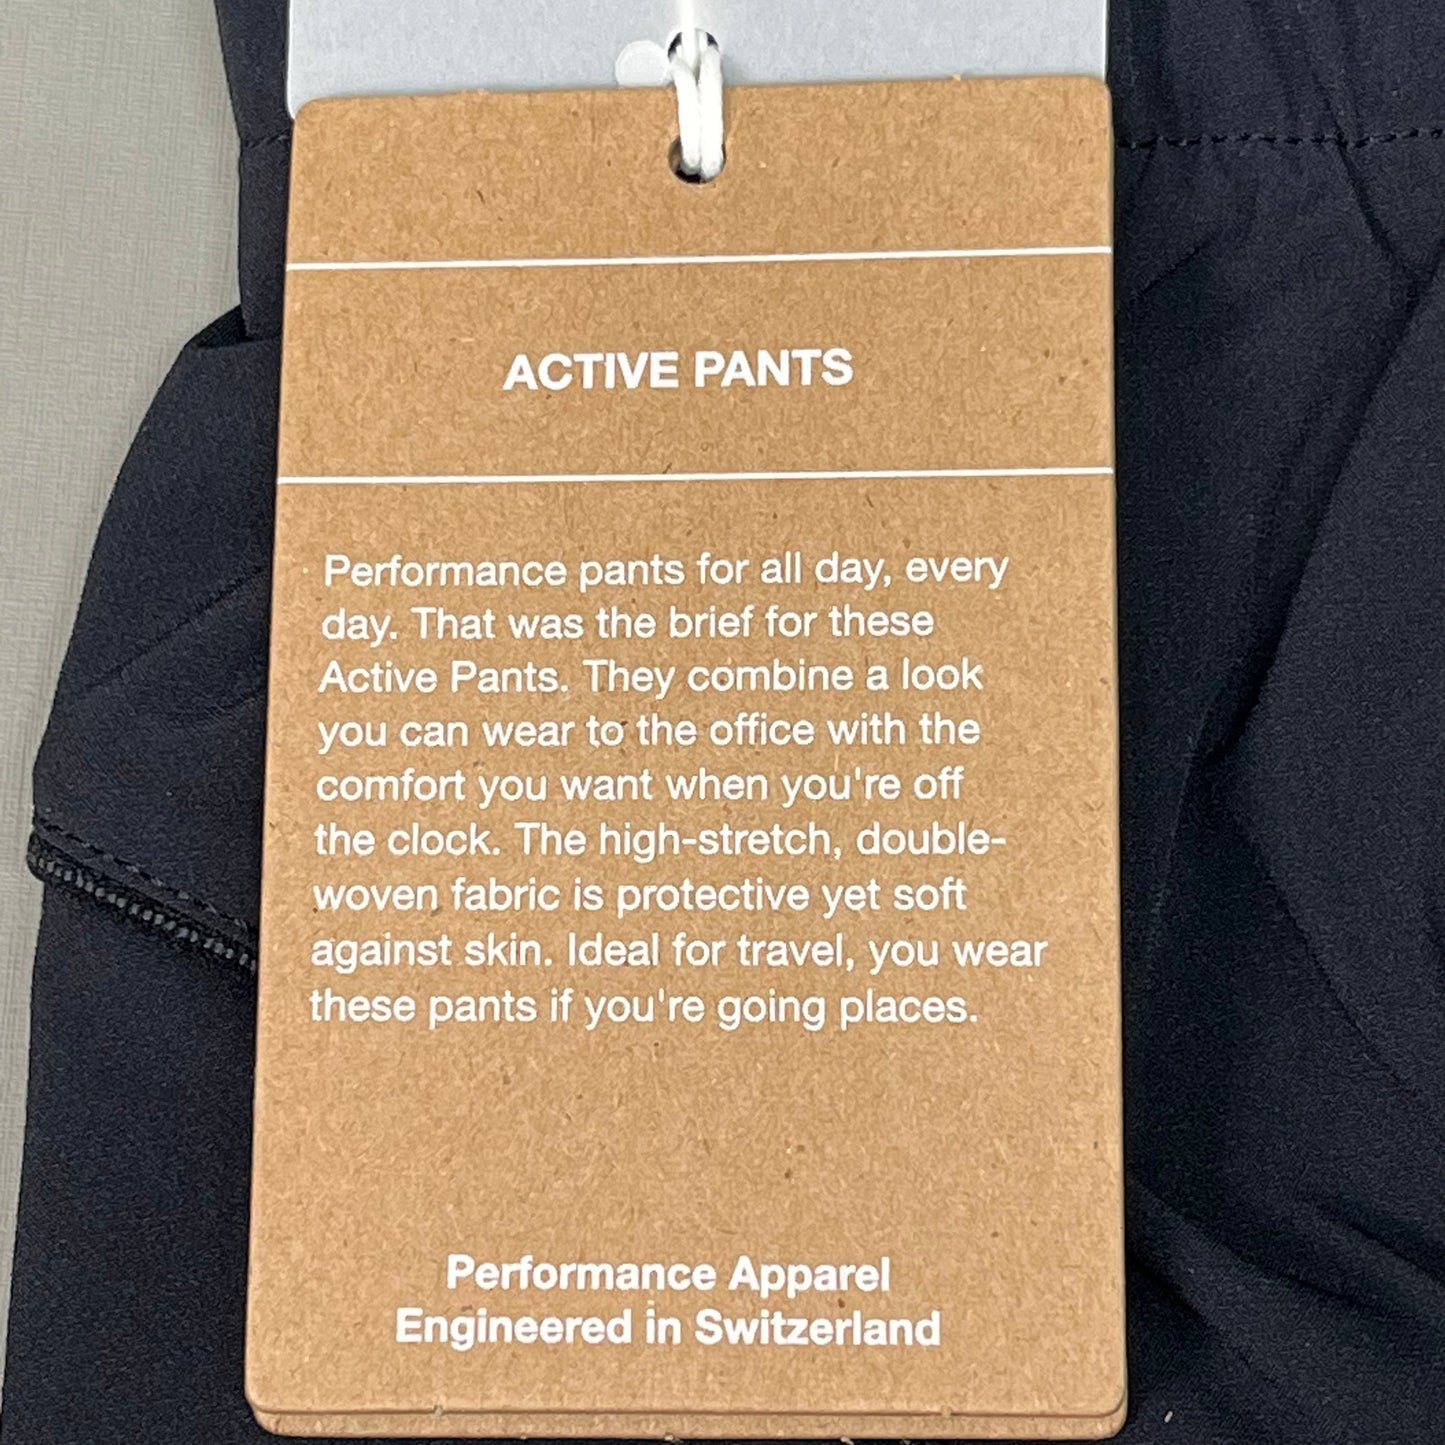 ACTIVE PANTS
Performance pants for all day, every
day. That was the brief for these
Active Pants. They combine a look
you can wear to the office with the
comfort you want when you're off
the clock. The high-stretch, double-
woven fabric is protective yet soft
against skin. Ideal for travel, you wear
these pants if you're going places.
Performance Apparel
Engineered in Switzerland